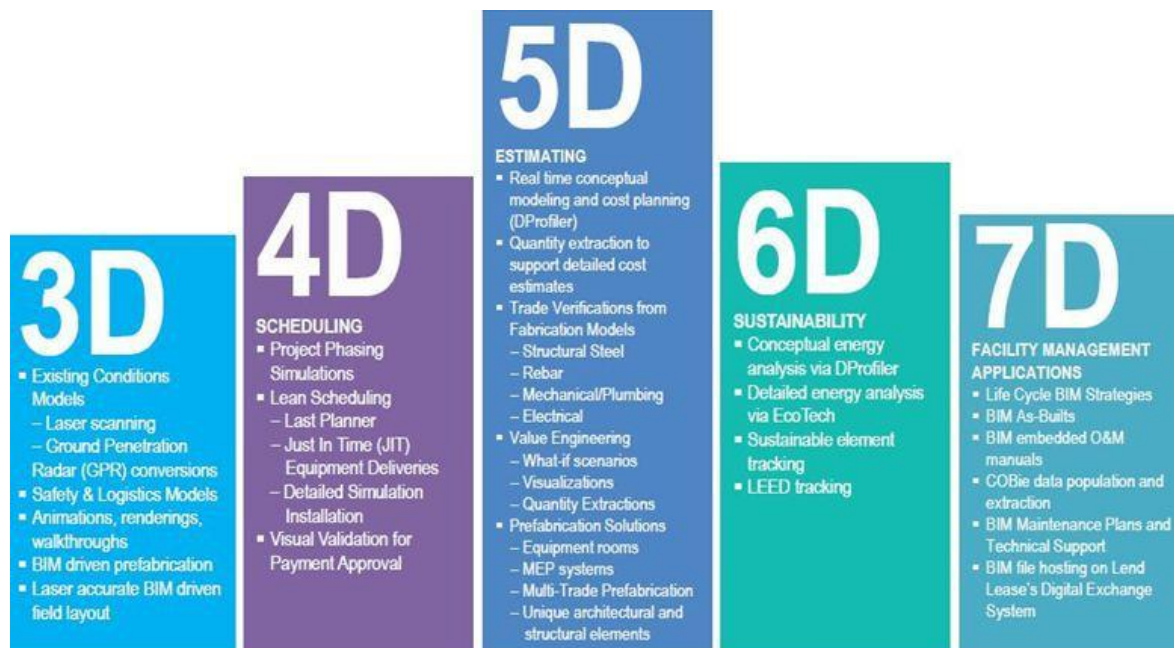 3D
▪ Existing Conditions
Models
– Laser scanning
– Ground Penetration
Radar (GPR) conversions
▪ Safety & Logistics Models
▪ Animations, renderings,
walkthroughs
▪ BIM driven prefabrication
▪ Laser accurate BIM driven
field layout
4D
SCHEDULING
▪ Project Phasing
Simulations
▪ Lean Scheduling
– Last Planner
– Just In Time (JIT)
Equipment Deliveries
– Detailed Simulation
Installation
▪ Visual Validation for
Payment Approval
5D
ESTIMATING
▪ Real time conceptual
modeling and cost planning
(DProfiler)
▪ Quantity extraction to
support detailed cost
estimates
▪ Trade Verifications from
Fabrication Models
– Structural Steel
– Rebar
– Mechanical/Plumbing
– Electrical
▪ Value Engineering
– What-if scenarios
– Visualizations
– Quantity Extractions
▪ Prefabrication Solutions
– Equipment rooms
– MEP systems
– Multi-Trade Prefabrication
– Unique architectural and
structural elements
6D
SUSTAINABILITY
▪ Conceptual energy
analysis via DProfiler
▪ Detailed energy analysis
via EcoTech
▪ Sustainable element
tracking
▪ LEED tracking
7D
FACILITY MANAGEMENT
APPLICATIONS
▪ Life Cycle BIM Strategies
▪ BIM As-Builts
▪ BIM embedded O&M
manuals
▪ COBie data population and
extraction
▪ BIM Maintenance Plans and
Technical Support
▪ BIM file hosting on Lend
Lease's Digital Exchange
System